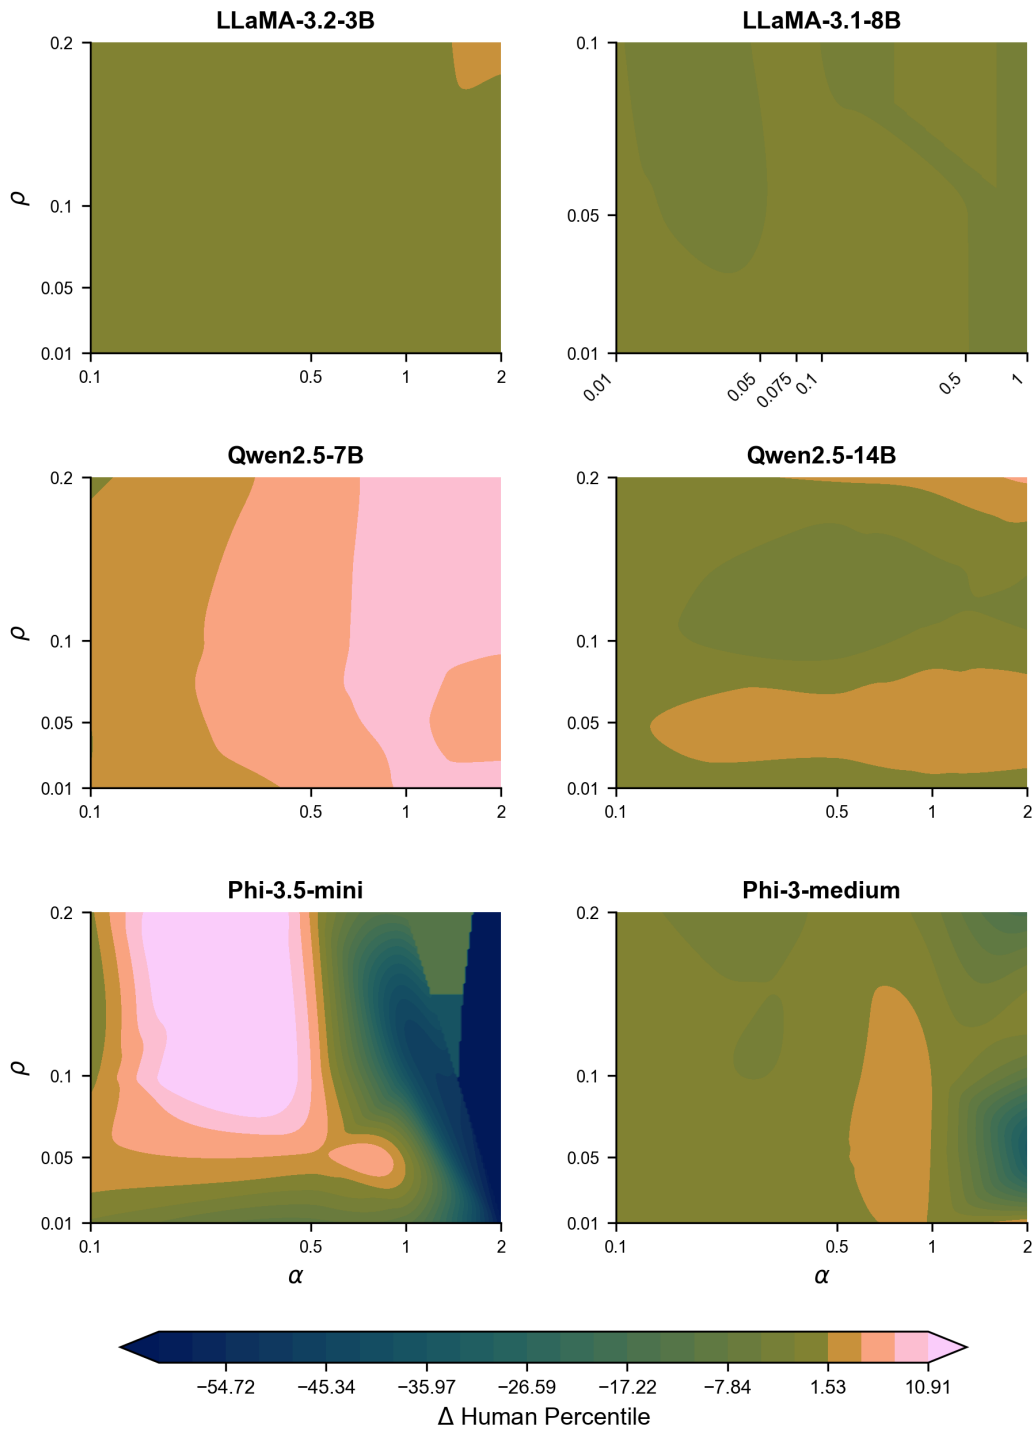 LLaMA-3.2-3B
LLaMA-3.1-8B
ρ
0.2
0.1
0.05
0.01
0.1 0.5 1 2
0.1
0.05
0.01
0.01 0.05 0.075 0.1 0.5 1
Qwen2.5-7B
Qwen2.5-14B
ρ
0.2
0.1
0.05
0.01
0.1 0.5 1 2
0.2
0.1
0.05
0.01
0.1 0.5 1 2
Phi-3.5-mini
Phi-3-medium
ρ
0.2
0.1
0.05
0.01
0.1 0.5 1 2
α
0.2
0.1
0.05
0.01
0.1 0.5 1 2
α
−54.72 −45.34 −35.97 −26.59 −17.22 −7.84 1.53 10.91
Δ Human Percentile